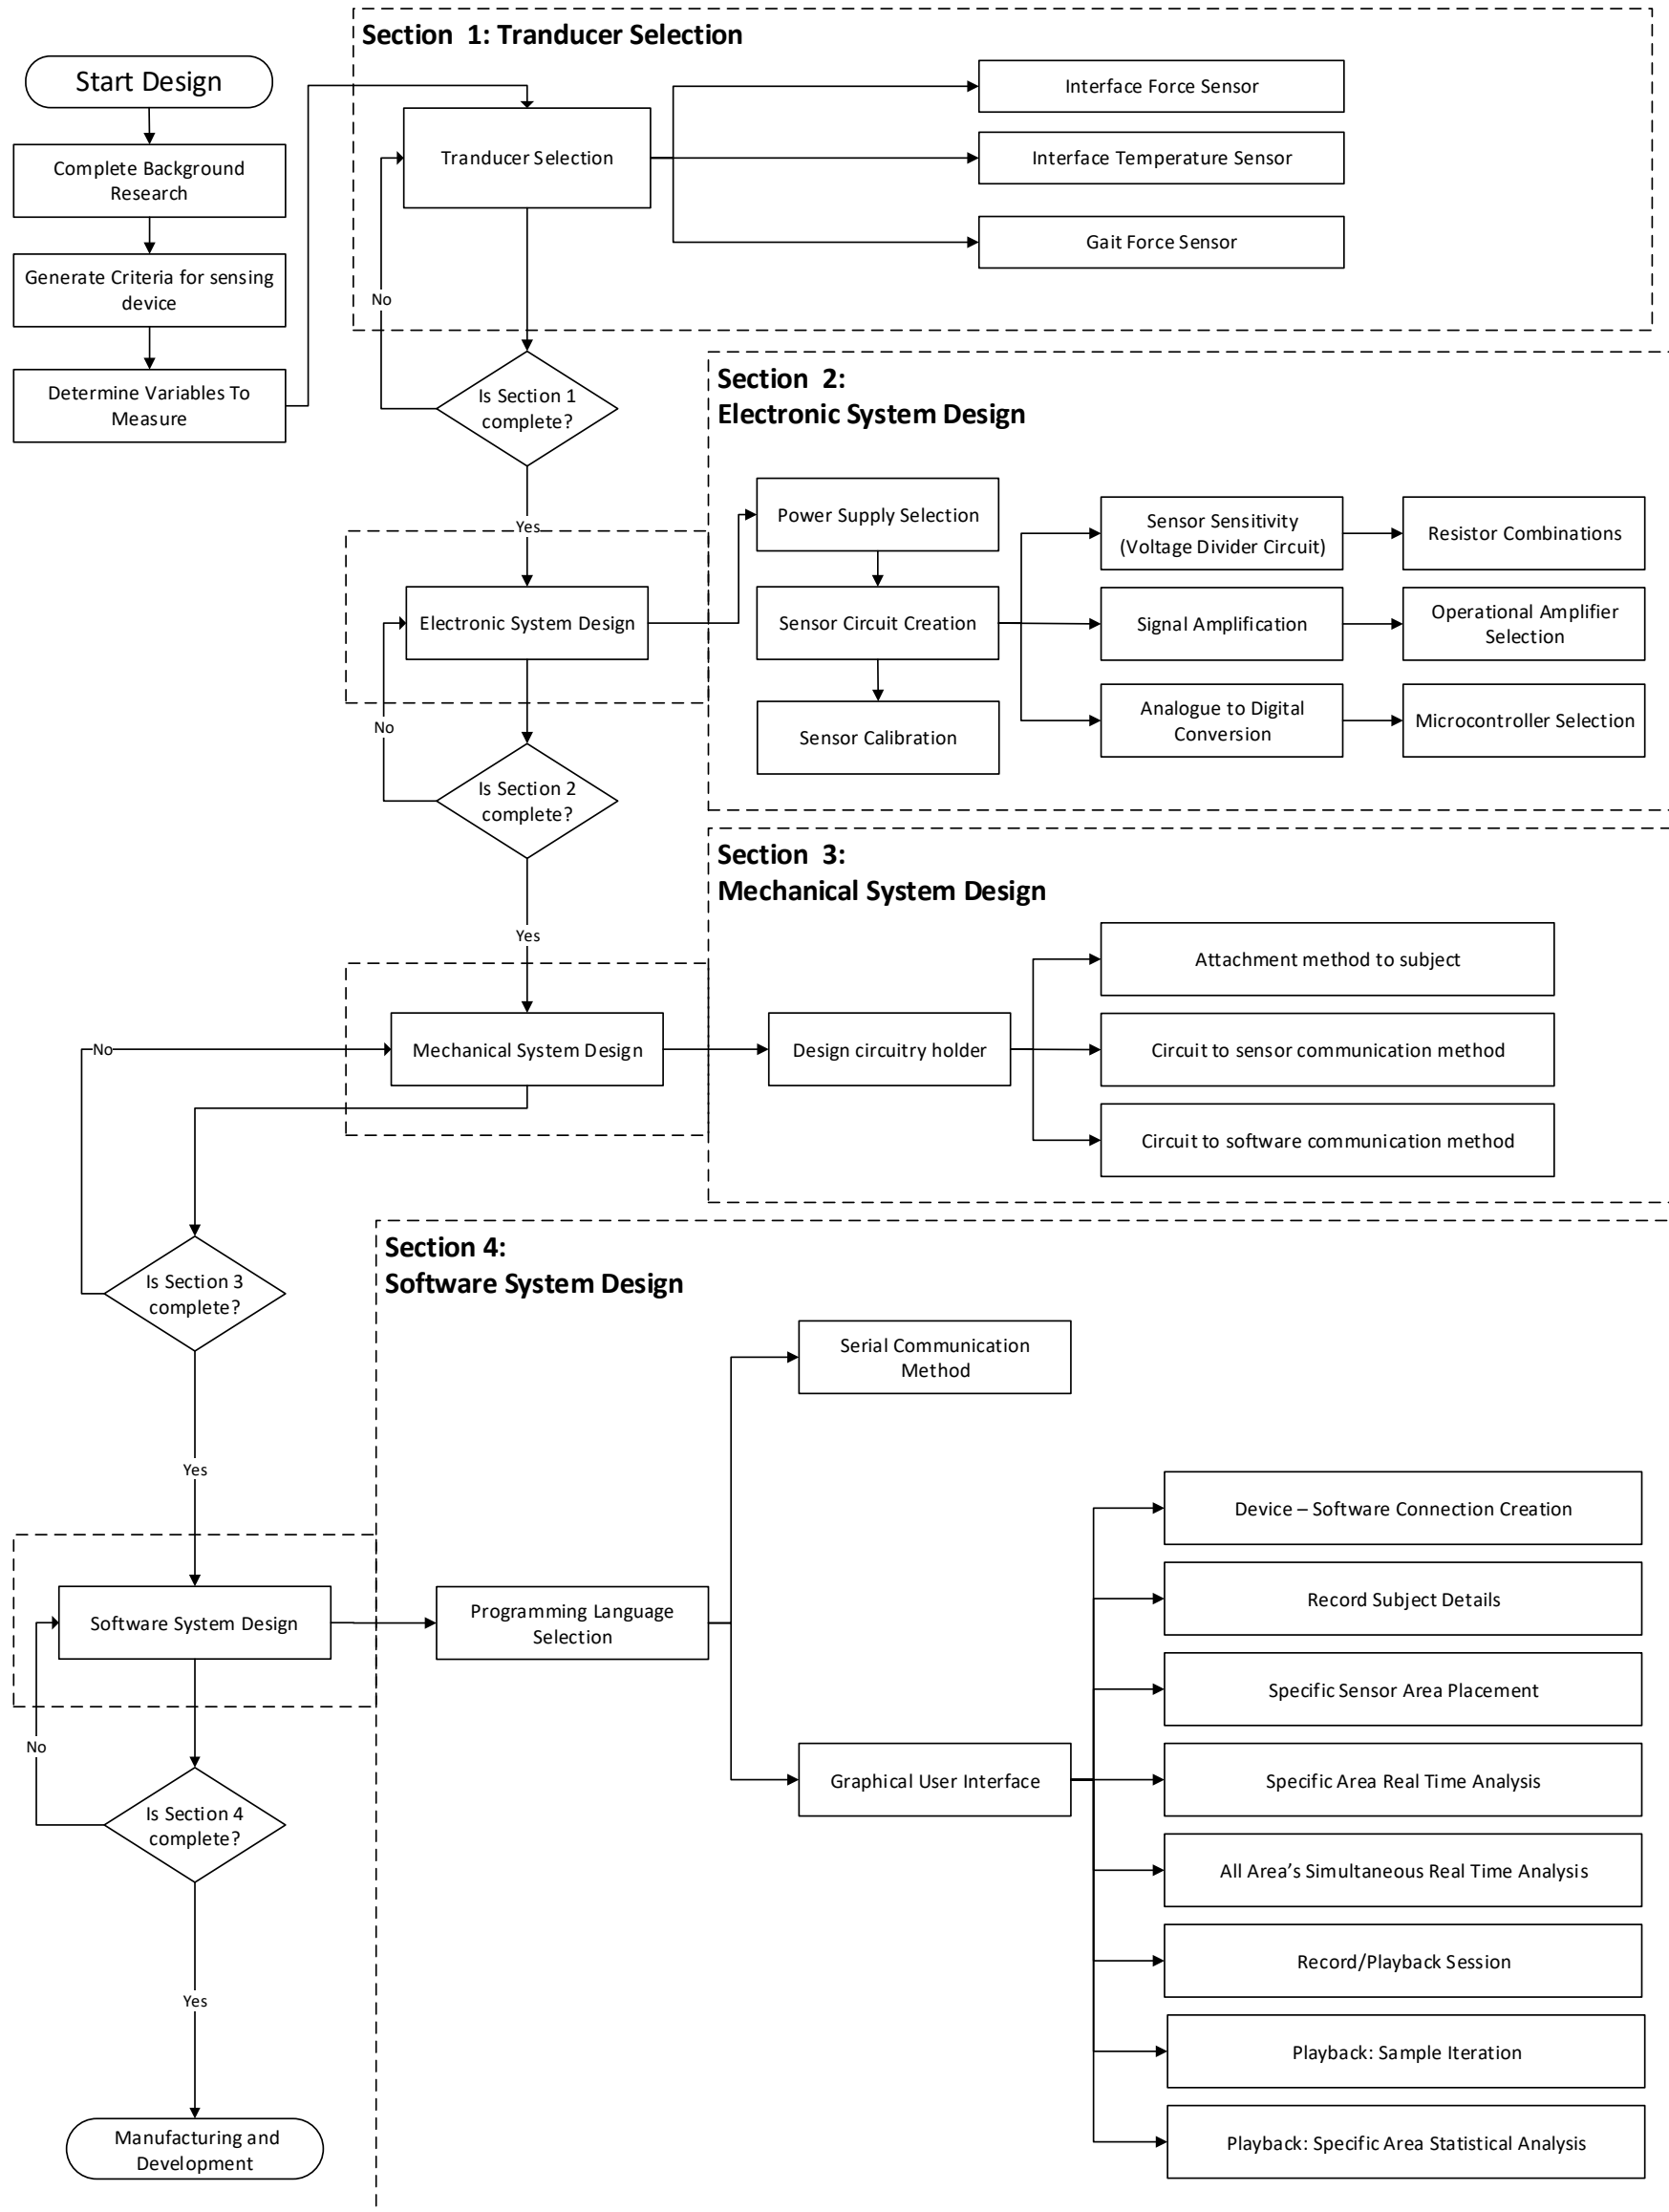 Section 1: Tranducer Selection
Start Design
Complete Background
Research
Generate Criteria for sensing
device
Determine Variables To
Measure
Tranducer Selection
Interface Force Sensor
Interface Temperature Sensor
Gait Force Sensor
No
Is Section 1
complete?
Yes
Section 2:
Electronic System Design
Electronic System Design
Power Supply Selection
Sensor Circuit Creation
Sensor Calibration
Sensor Sensitivity
(Voltage Divider Circuit)
Resistor Combinations
Signal Amplification
Operational Amplifier
Selection
Analogue to Digital
Conversion
Microcontroller Selection
No
Is Section 2
complete?
Yes
Section 3:
Mechanical System Design
No
Mechanical System Design
Design circuitry holder
Attachment method to subject
Circuit to sensor communication method
Circuit to software communication method
Is Section 3
complete?
Yes
Section 4:
Software System Design
Software System Design
Programming Language
Selection
Serial Communication
Method
Graphical User Interface
Device – Software Connection Creation
Record Subject Details
Specific Sensor Area Placement
Specific Area Real Time Analysis
All Area’s Simultaneous Real Time Analysis
Record/Playback Session
Playback: Sample Iteration
Playback: Specific Area Statistical Analysis
No
Is Section 4
complete?
Yes
Manufacturing and
Development